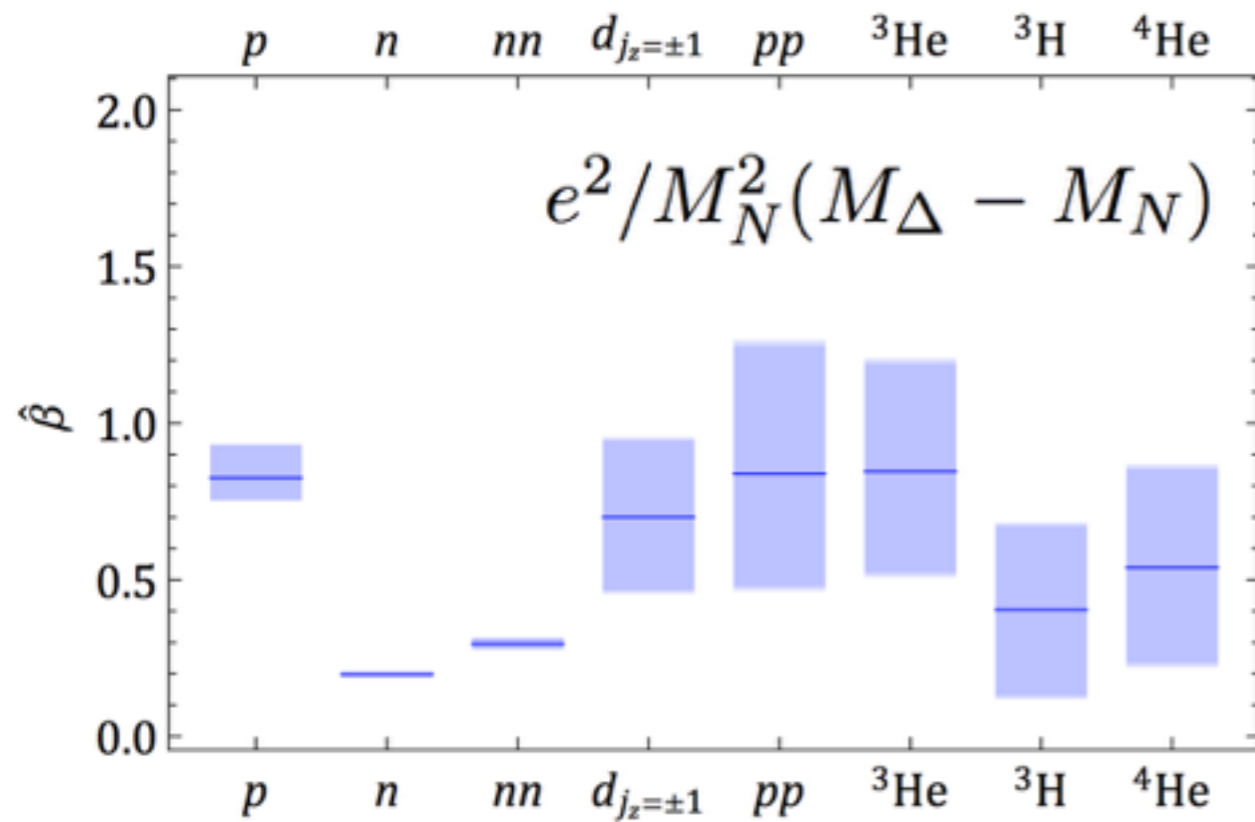 p n nn d_{j_z=±1} pp ³He ³H ⁴He
2.0
e²/M_N²(M_Δ − M_N)
1.5
β̂
1.0
0.5
0.0
p n nn d_{j_z=±1} pp ³He ³H ⁴He